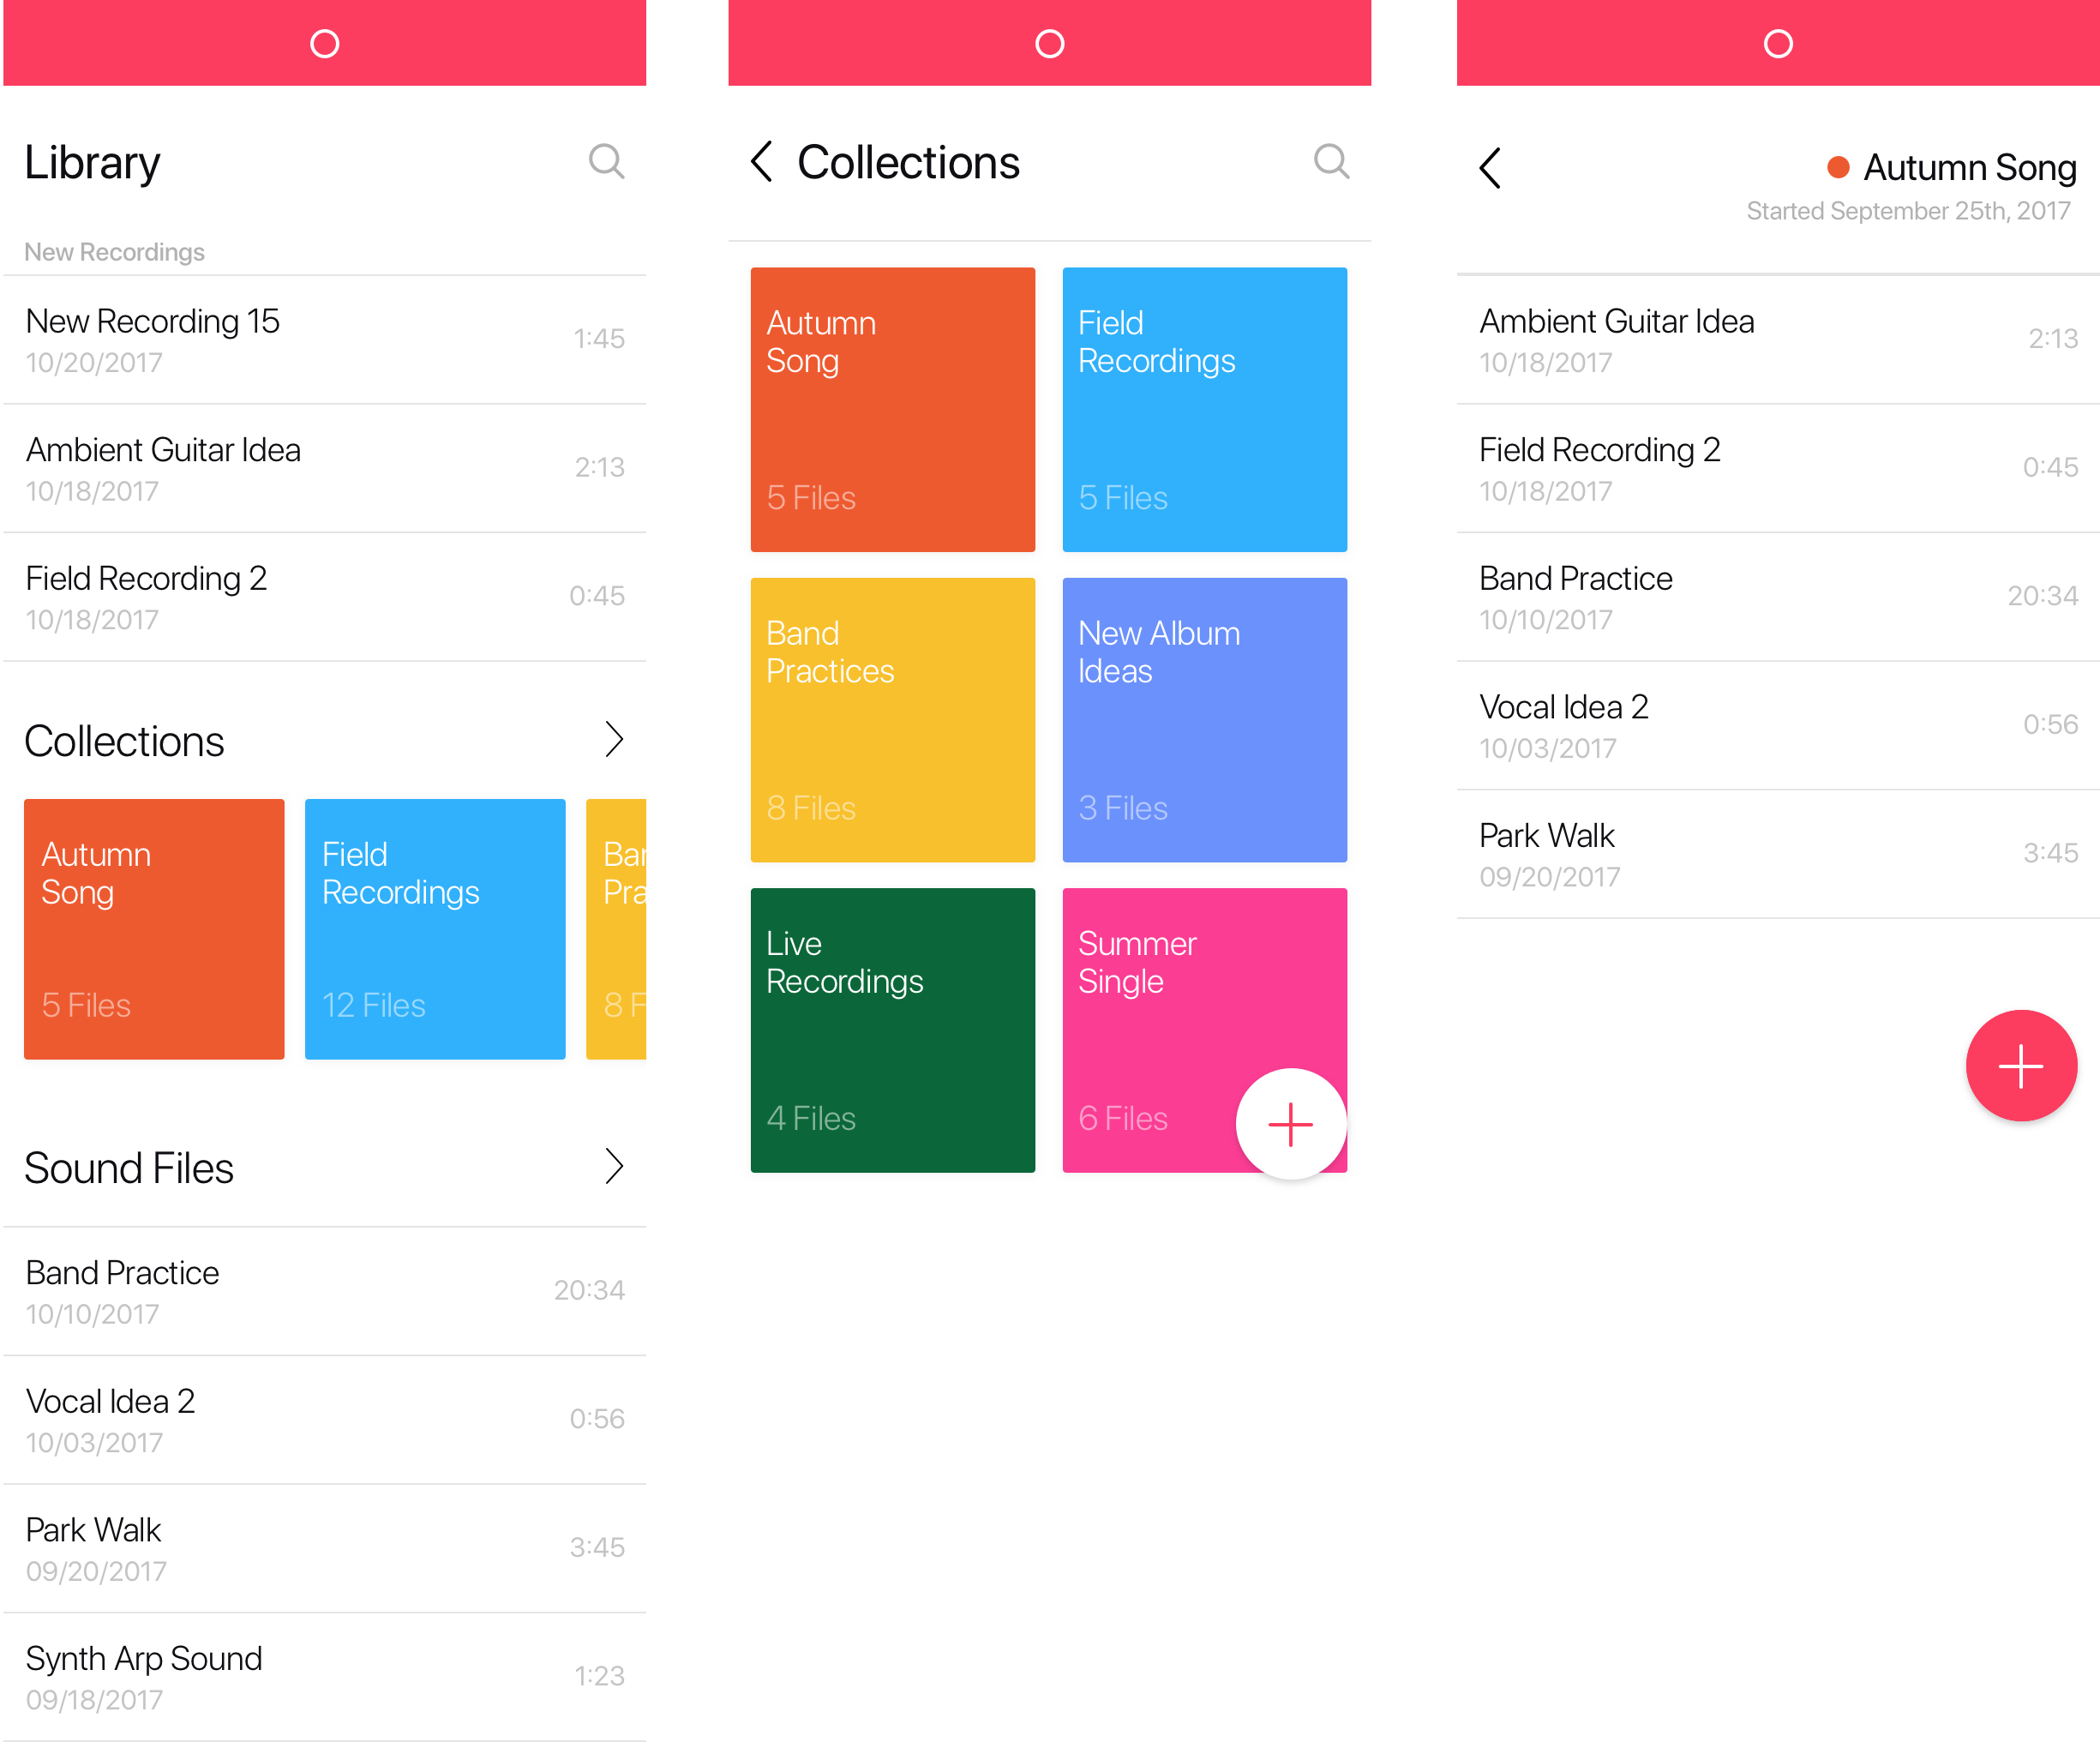 Library
New Recordings
New Recording 15
1:45
10/20/2017
Ambient Guitar Idea
2:13
10/18/2017
Field Recording 2
0:45
10/18/2017
Collections
Autumn
Song
5 Files
Field
Recordings
12 Files
Bar
Pra
8 F
Sound Files
Band Practice
20:34
10/10/2017
Vocal Idea 2
0:56
10/03/2017
Park Walk
3:45
09/20/2017
Synth Arp Sound
1:23
09/18/2017
Collections
Autumn
Song
5 Files
Field
Recordings
5 Files
Band
Practices
8 Files
New Album
Ideas
3 Files
Live
Recordings
4 Files
Summer
Single
6 Files
Autumn Song
Started September 25th, 2017
Ambient Guitar Idea
2:13
10/18/2017
Field Recording 2
0:45
10/18/2017
Band Practice
20:34
10/10/2017
Vocal Idea 2
0:56
10/03/2017
Park Walk
3:45
09/20/2017